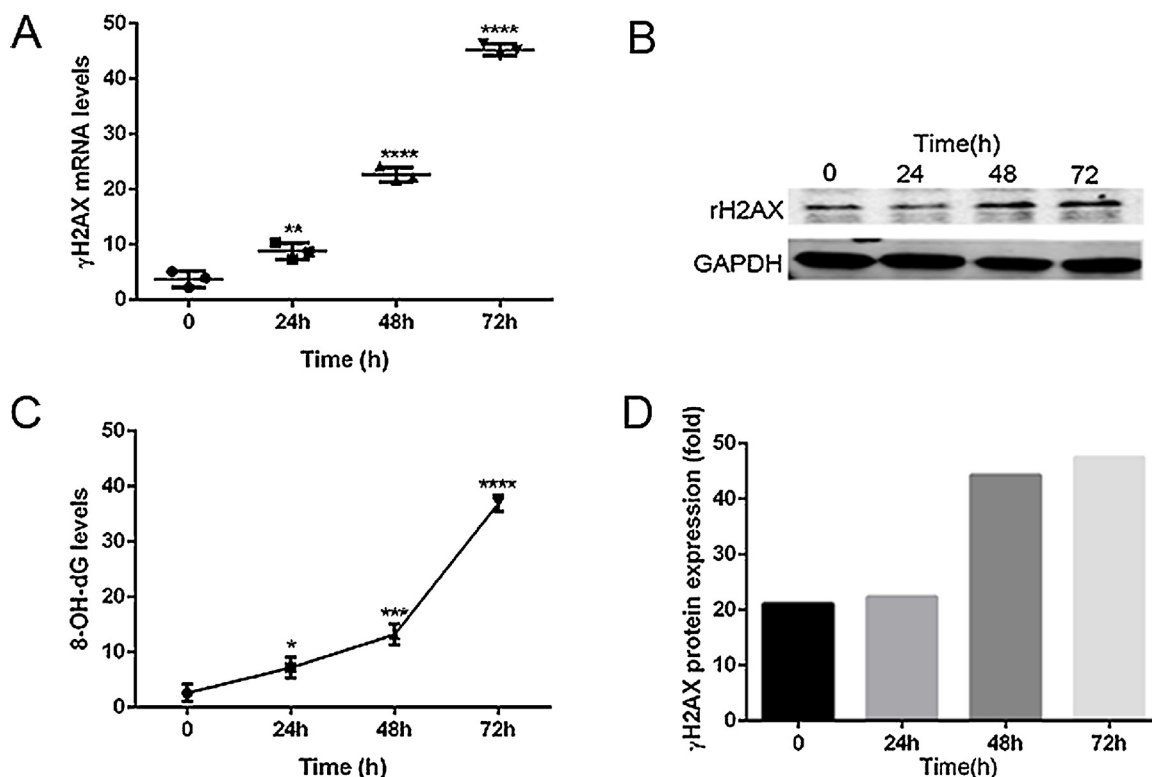 A
γH2AX mRNA levels
50
40
30
20
10
0
**
****
****
0 24h 48h 72h
Time (h)
B
Time(h)
0 24 48 72
rH2AX
GAPDH
C
8-OH-dG levels
50
40
30
20
10
0
*
***
****
0 24h 48h 72h
Time (h)
D
γH2AX protein expression (fold)
50
40
30
20
10
0
0 24h 48h 72h
Time(h)